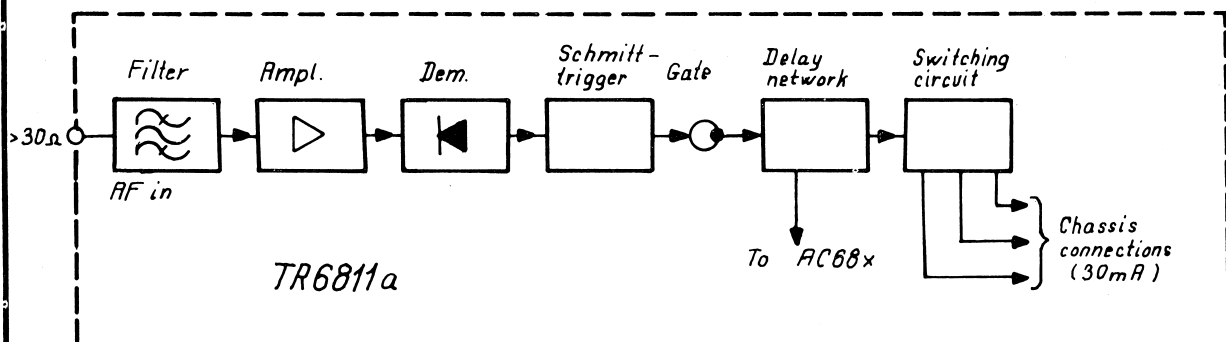 Filter
Ampl.
Dem.
Schmitt-
trigger
Gate
Delay
network
Switching
circuit
>30Ω
AF in
To AC68x
Chassis
connections
(30mA)
TR6811a